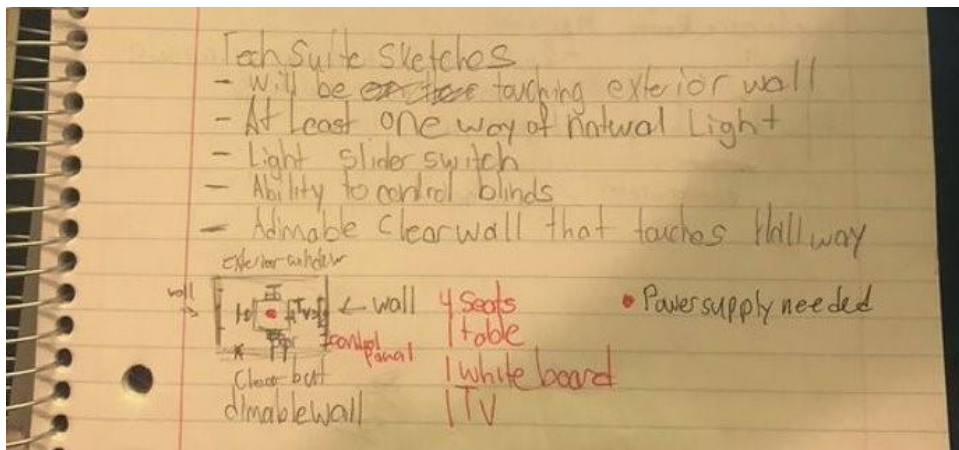 Tech Suite Sketches
- Will be touching exterior wall
- At Least one way of natural Light
- Light slider switch
- Ability to control blinds
- Adimable Clear wall that touches Hallway
Exterior window
wall
TV
Door
← wall
control
Panal
Clear but
dimable wall
4 Seats
1 table
1 white board
1 TV
• Power supply needed